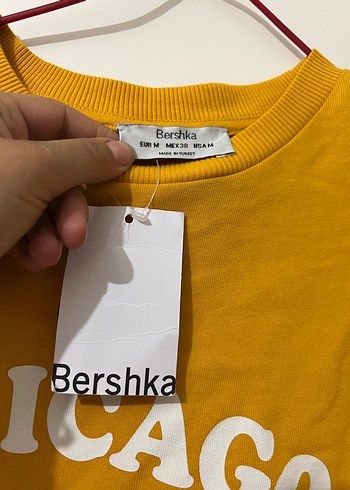 Bershka
EUR M MEX 38 USA M
MADE IN TURKEY
Bershka
ICAGO